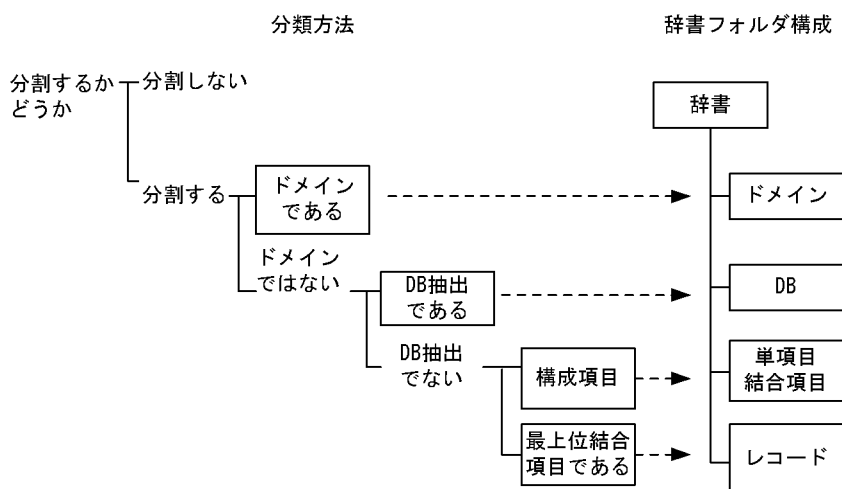 分類方法
辞書フォルダ構成
分割するか
どうか
分割しない
辞書
分割する
ドメイン
である
ドメイン
ドメイン
ではない
DB抽出
である
DB
DB抽出
でない
構成項目
単項目
結合項目
最上位結合
項目である
レコード